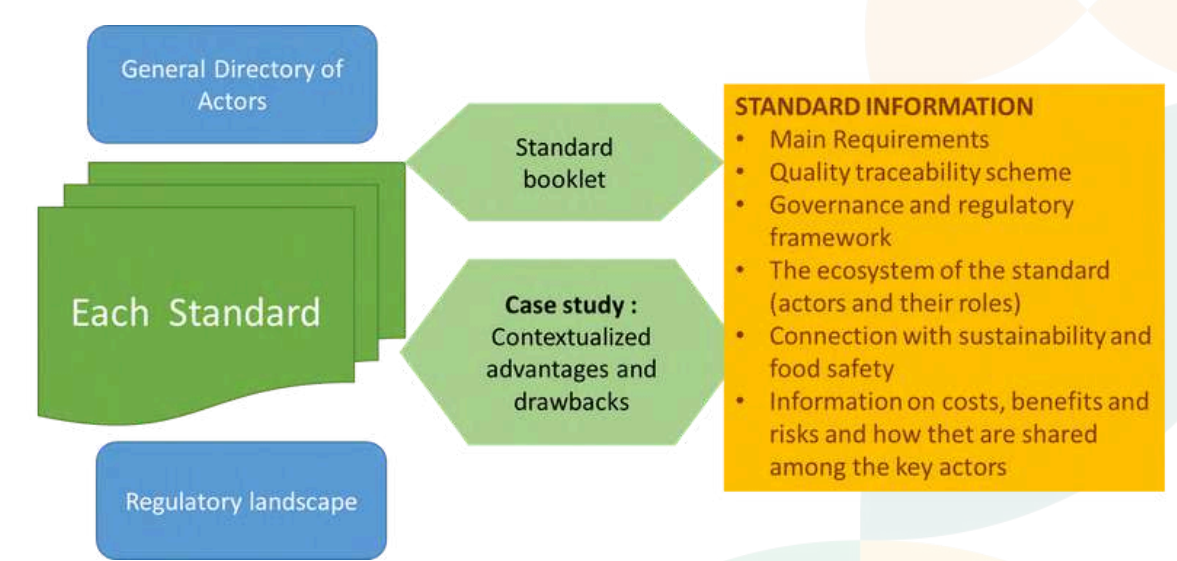 General Directory of
Actors
Each Standard
Regulatory landscape
Standard
booklet
Case study :
Contextualized
advantages and
drawbacks
STANDARD INFORMATION
• Main Requirements
• Quality traceability scheme
• Governance and regulatory
framework
• The ecosystem of the standard
(actors and their roles)
• Connection with sustainability and
food safety
• Information on costs, benefits and
risks and how thet are shared
among the key actors